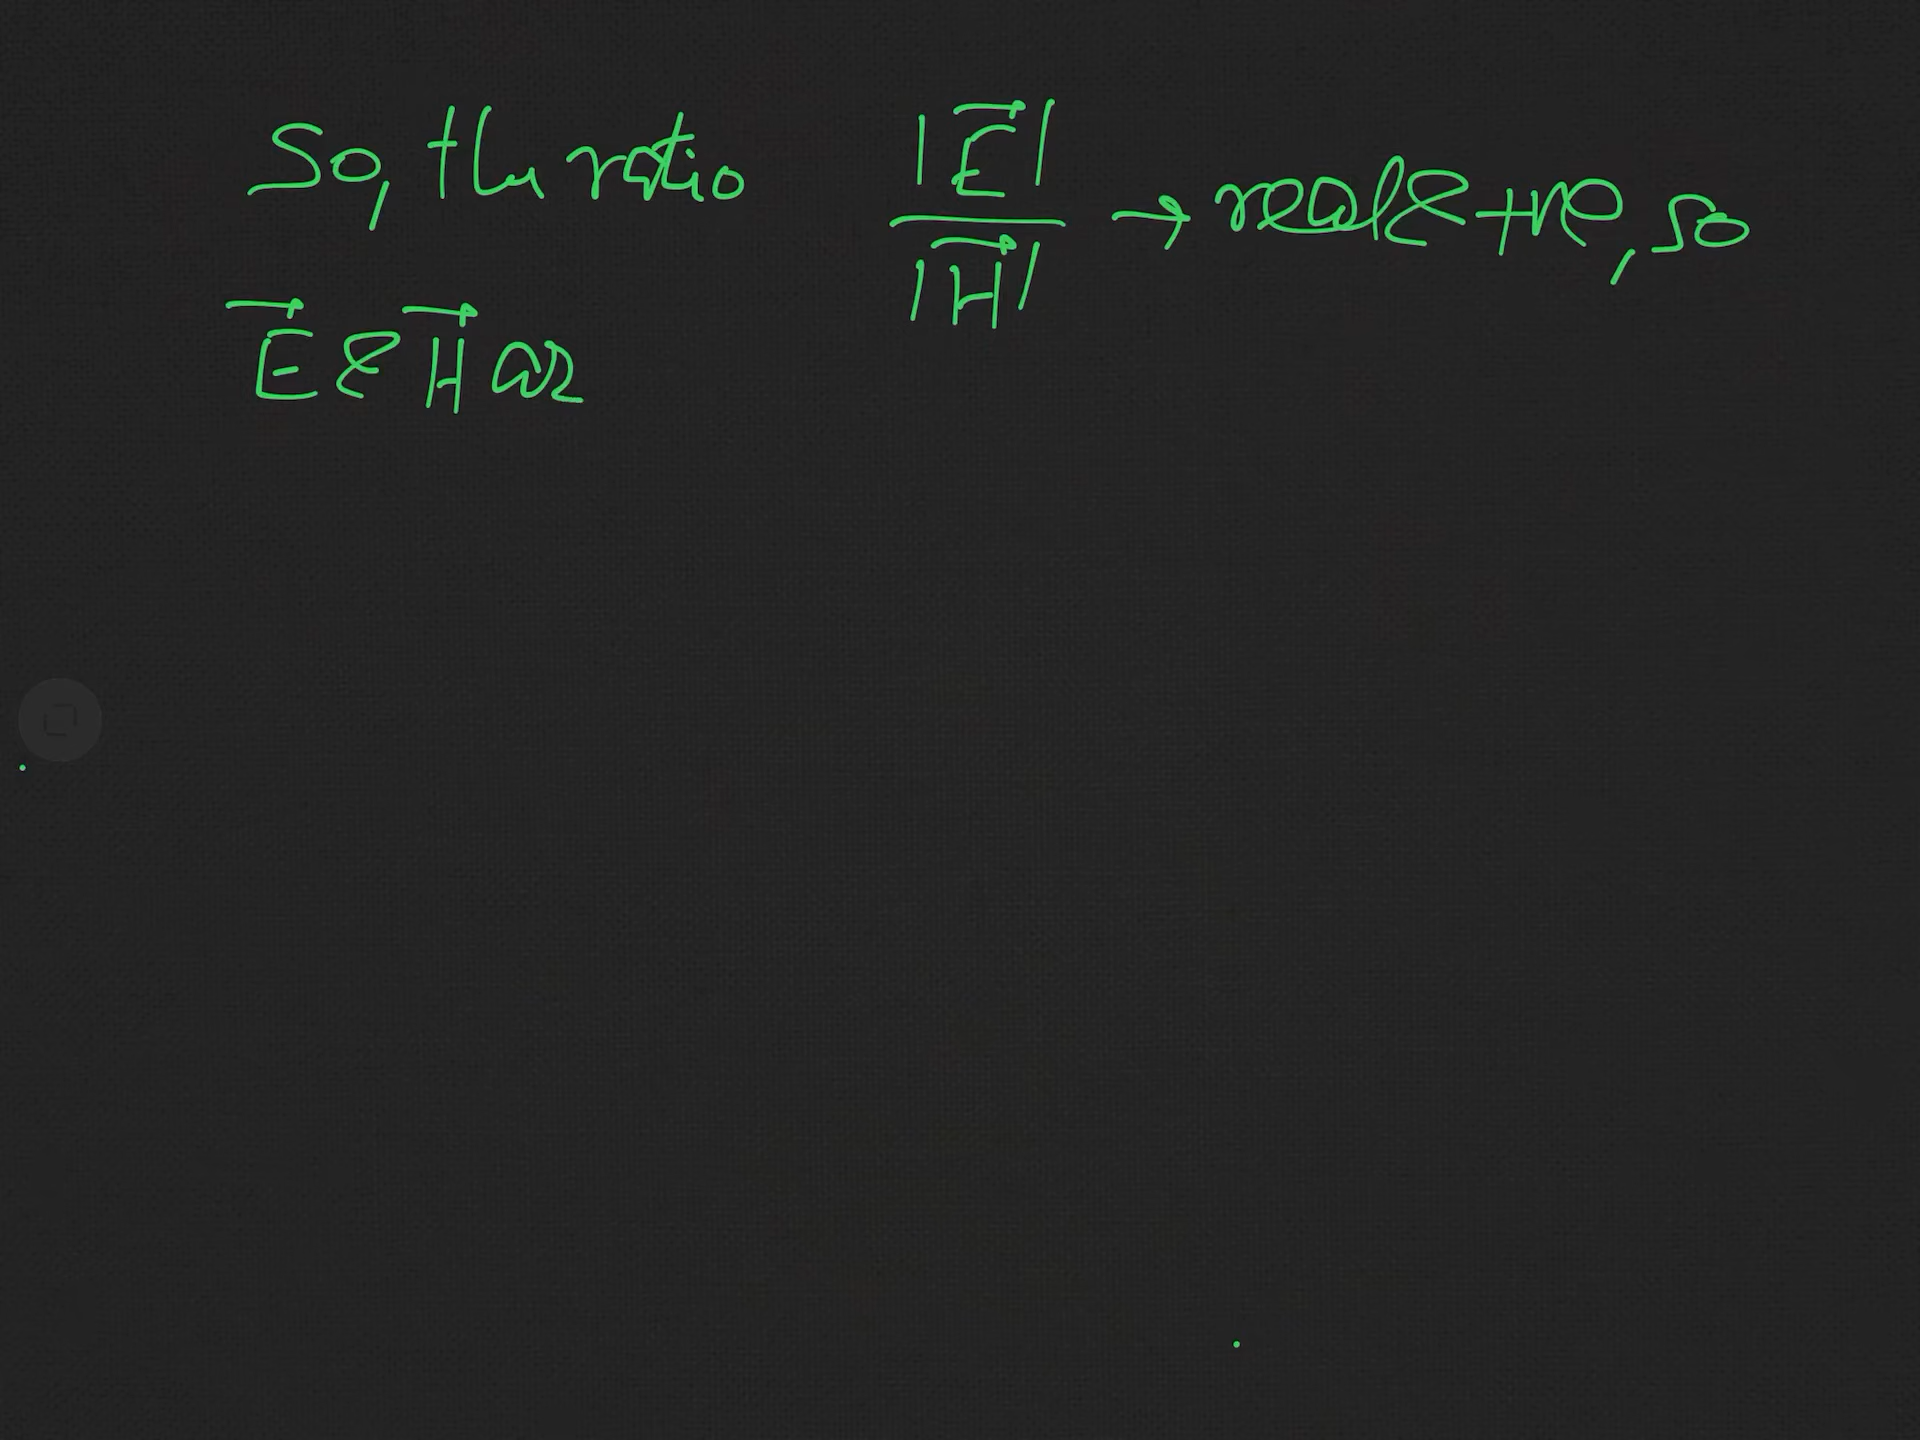 So, the ratio |E⃗| / |H⃗| → real & +ve, so
E⃗ & H⃗ are